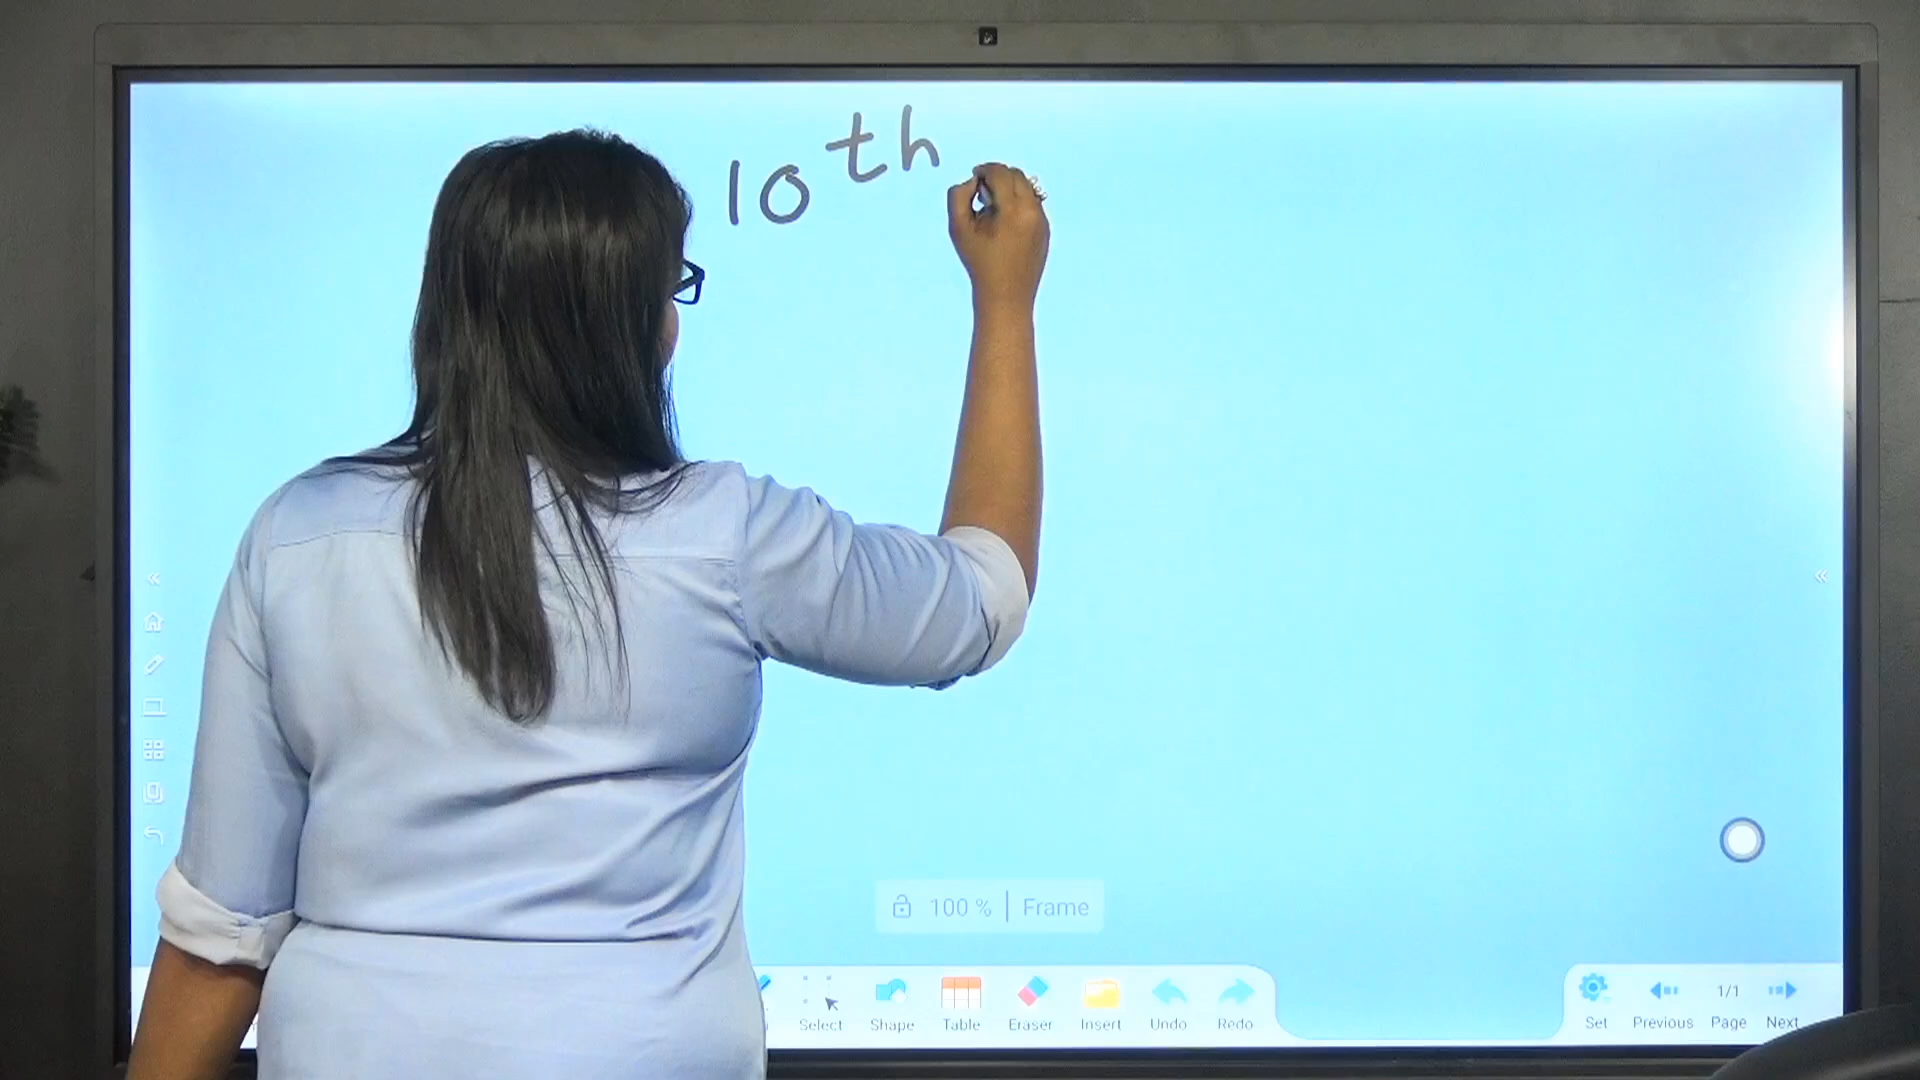 10th
100 % | Frame
Select Shape Table Eraser Insert Undo Redo
Set Previous 1/1 Page Next